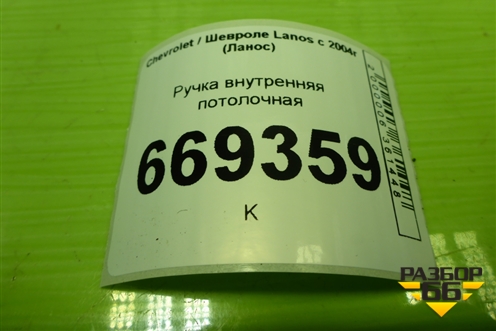 Chevrolet / Шевроле Lanos с 2004г
(Ланос)
Ручка внутренняя
потолочная
669359
К
РАЗБОР
66